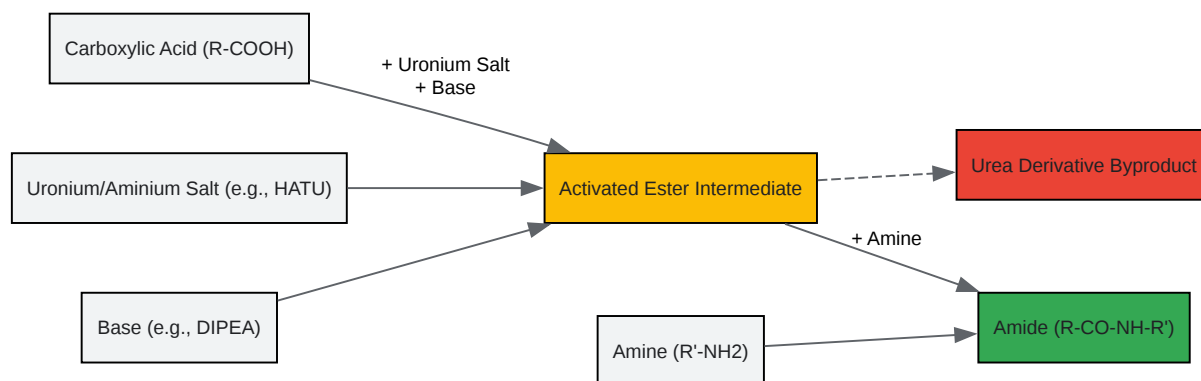 Carboxylic Acid (R-COOH)
+ Uronium Salt
+ Base
Uronium/Aminium Salt (e.g., HATU)
Activated Ester Intermediate
Urea Derivative Byproduct
+ Amine
Base (e.g., DIPEA)
Amine (R'-NH2)
Amide (R-CO-NH-R')